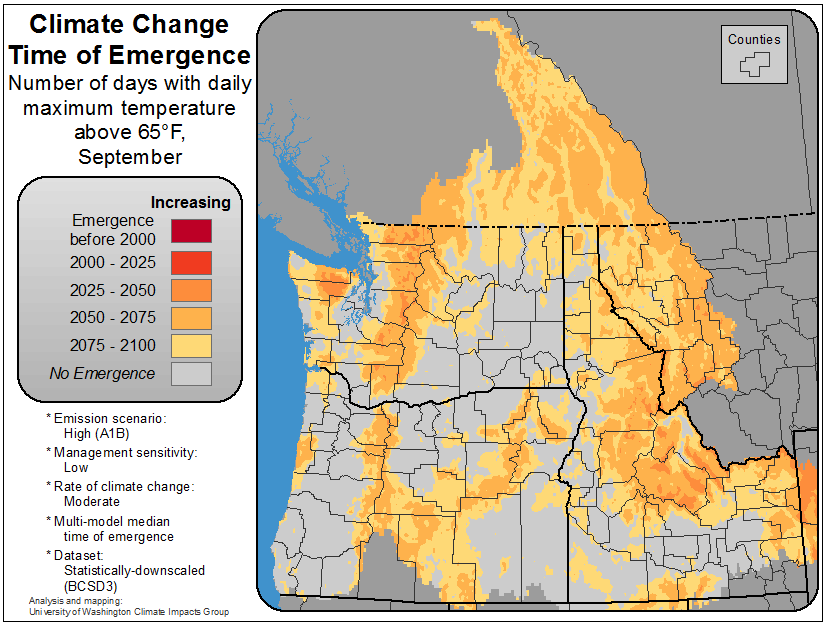 Climate Change
Time of Emergence
Number of days with daily
maximum temperature
above 65°F,
September
Counties
Increasing
Emergence
before 2000
2000 - 2025
2025 - 2050
2050 - 2075
2075 - 2100
No Emergence
* Emission scenario:
High (A1B)
* Management sensitivity:
Low
* Rate of climate change:
Moderate
* Multi-model median
time of emergence
* Dataset:
Statistically-downscaled
(BCSD3)
Analysis and mapping:
University of Washington Climate Impacts Group